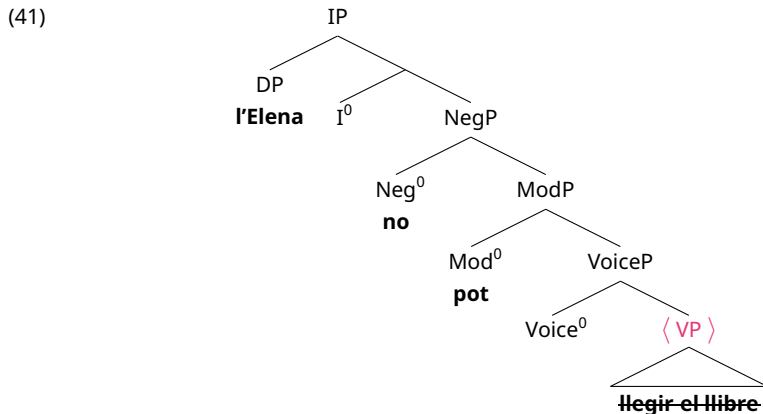 (41) IP
DP
l’Elena I⁰ NegP
Neg⁰ ModP
no
Mod⁰ VoiceP
pot
Voice⁰ ⟨ VP ⟩
llegir el llibre